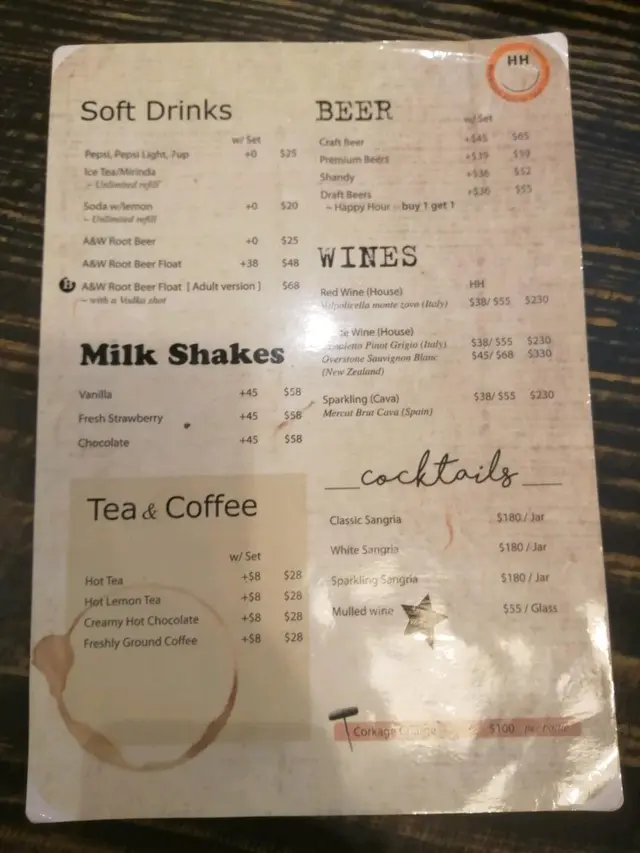 HH
Soft Drinks
w/ Set
Pepsi, Pepsi Light, 7up +0 $25
Ice Tea/Mirinda
~ Unlimited refill
Soda w/lemon +0 $20
~ Unlimited refill
A&W Root Beer +0 $25
A&W Root Beer Float +38 $48
A&W Root Beer Float [ Adult version ] $68
~ with a Vodka shot
Milk Shakes
Vanilla +45 $58
Fresh Strawberry +45 $58
Chocolate +45 $58
Tea & Coffee
w/ Set
Hot Tea +$8 $28
Hot Lemon Tea +$8 $28
Creamy Hot Chocolate +$8 $28
Freshly Ground Coffee +$8 $28
BEER
w/ Set
Craft Beer +$45 $65
Premium Beers +$39 $59
Shandy +$36 $52
Draft Beers +$36 $55
~ Happy Hour - buy 1 get 1
WINES
HH
Red Wine (House) $38/ $55 $230
monte zovo (Italy)
Wine (House)
Pinot Grigio (Italy) $38/ $55 $230
Overstone Sauvignon Blanc $45/ $68 $330
(New Zealand)
Sparkling (Cava) $38/ $55 $230
Mercat Brut Cava (Spain)
cocktails
Classic Sangria $180 / Jar
White Sangria $180 / Jar
Sparkling Sangria $180 / Jar
Mulled wine $55 / Glass
Corkage $100 per